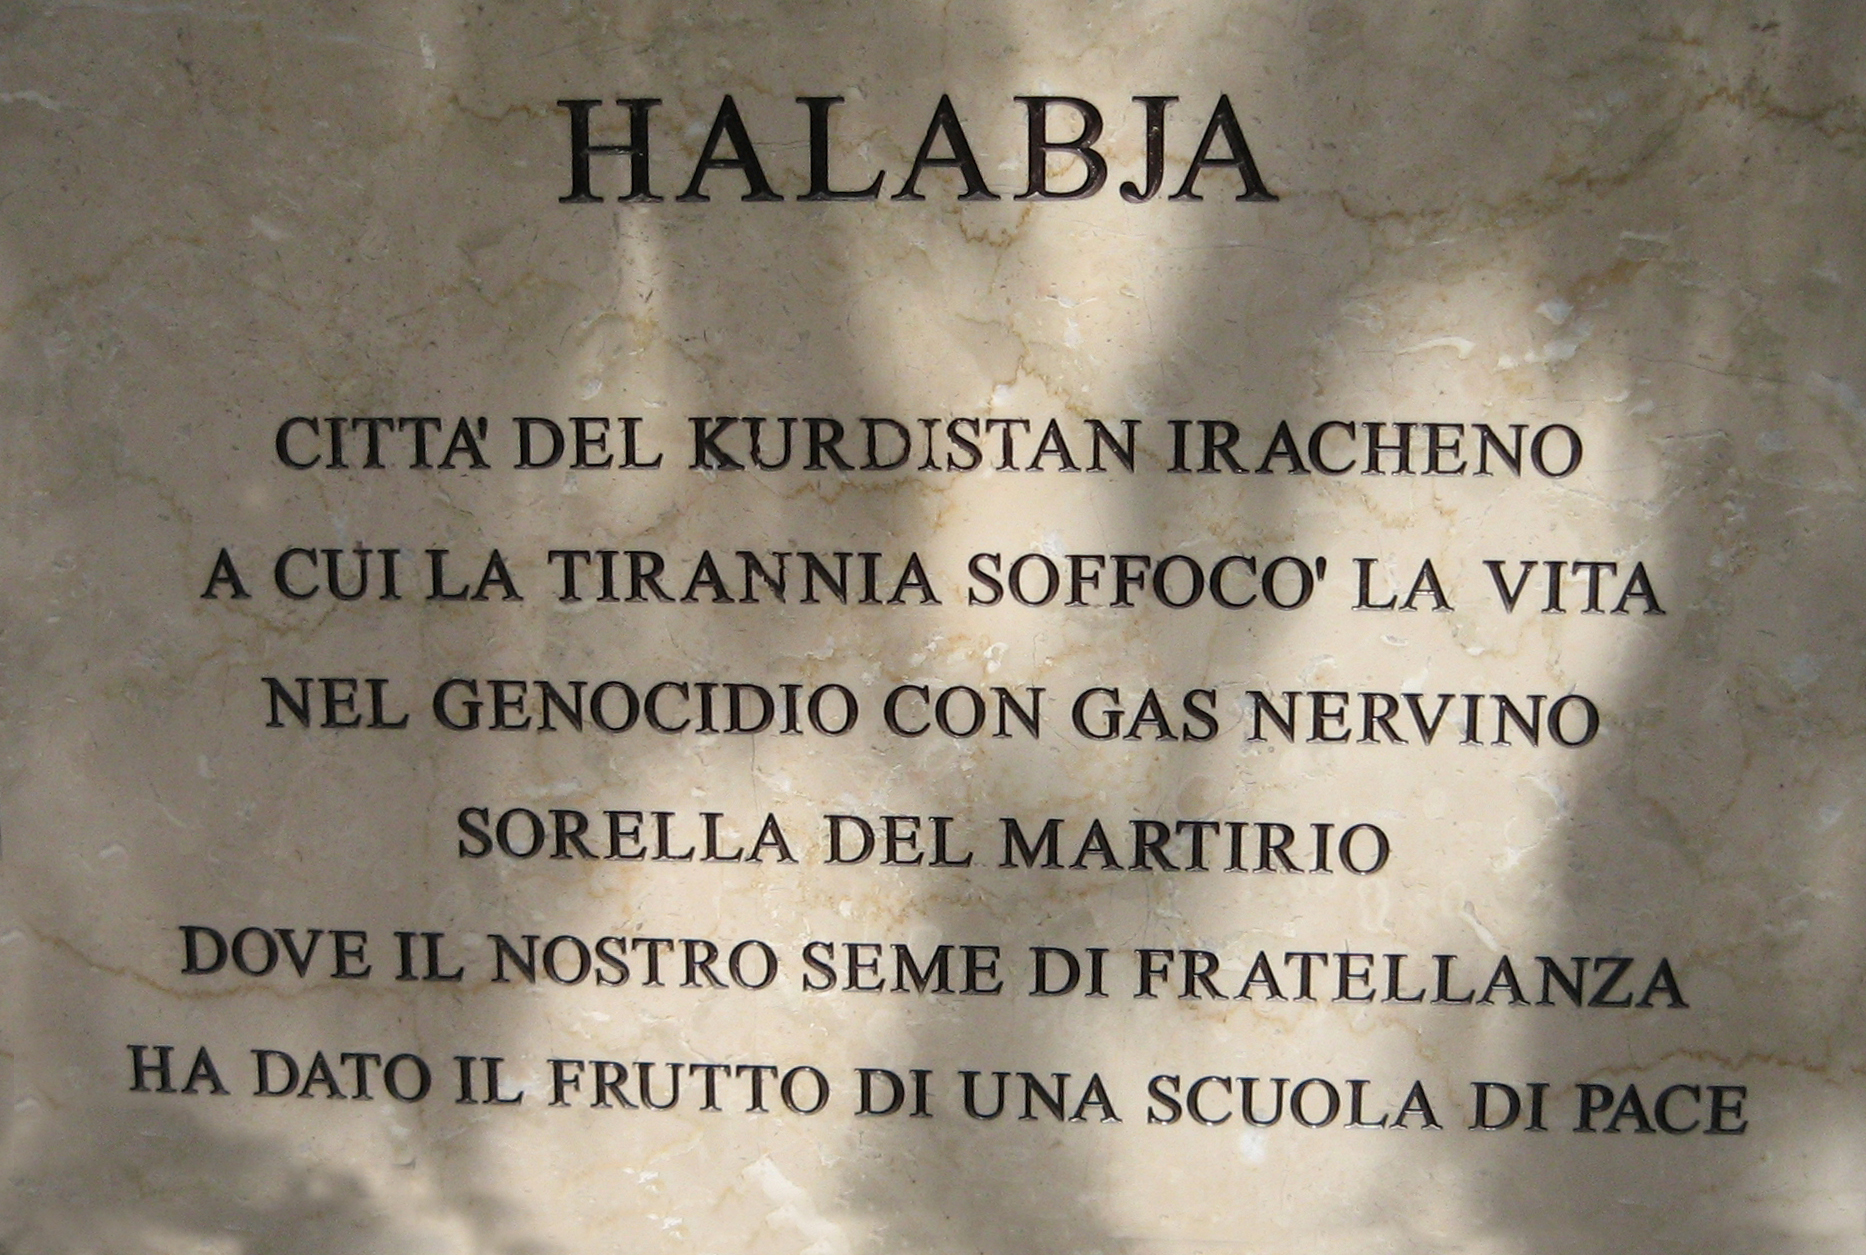 HALABJA
CITTA' DEL KURDISTAN IRACHENO
A CUI LA TIRANNIA SOFFOCO' LA VITA
NEL GENOCIDIO CON GAS NERVINO
SORELLA DEL MARTIRIO
DOVE IL NOSTRO SEME DI FRATELLANZA
HA DATO IL FRUTTO DI UNA SCUOLA DI PACE